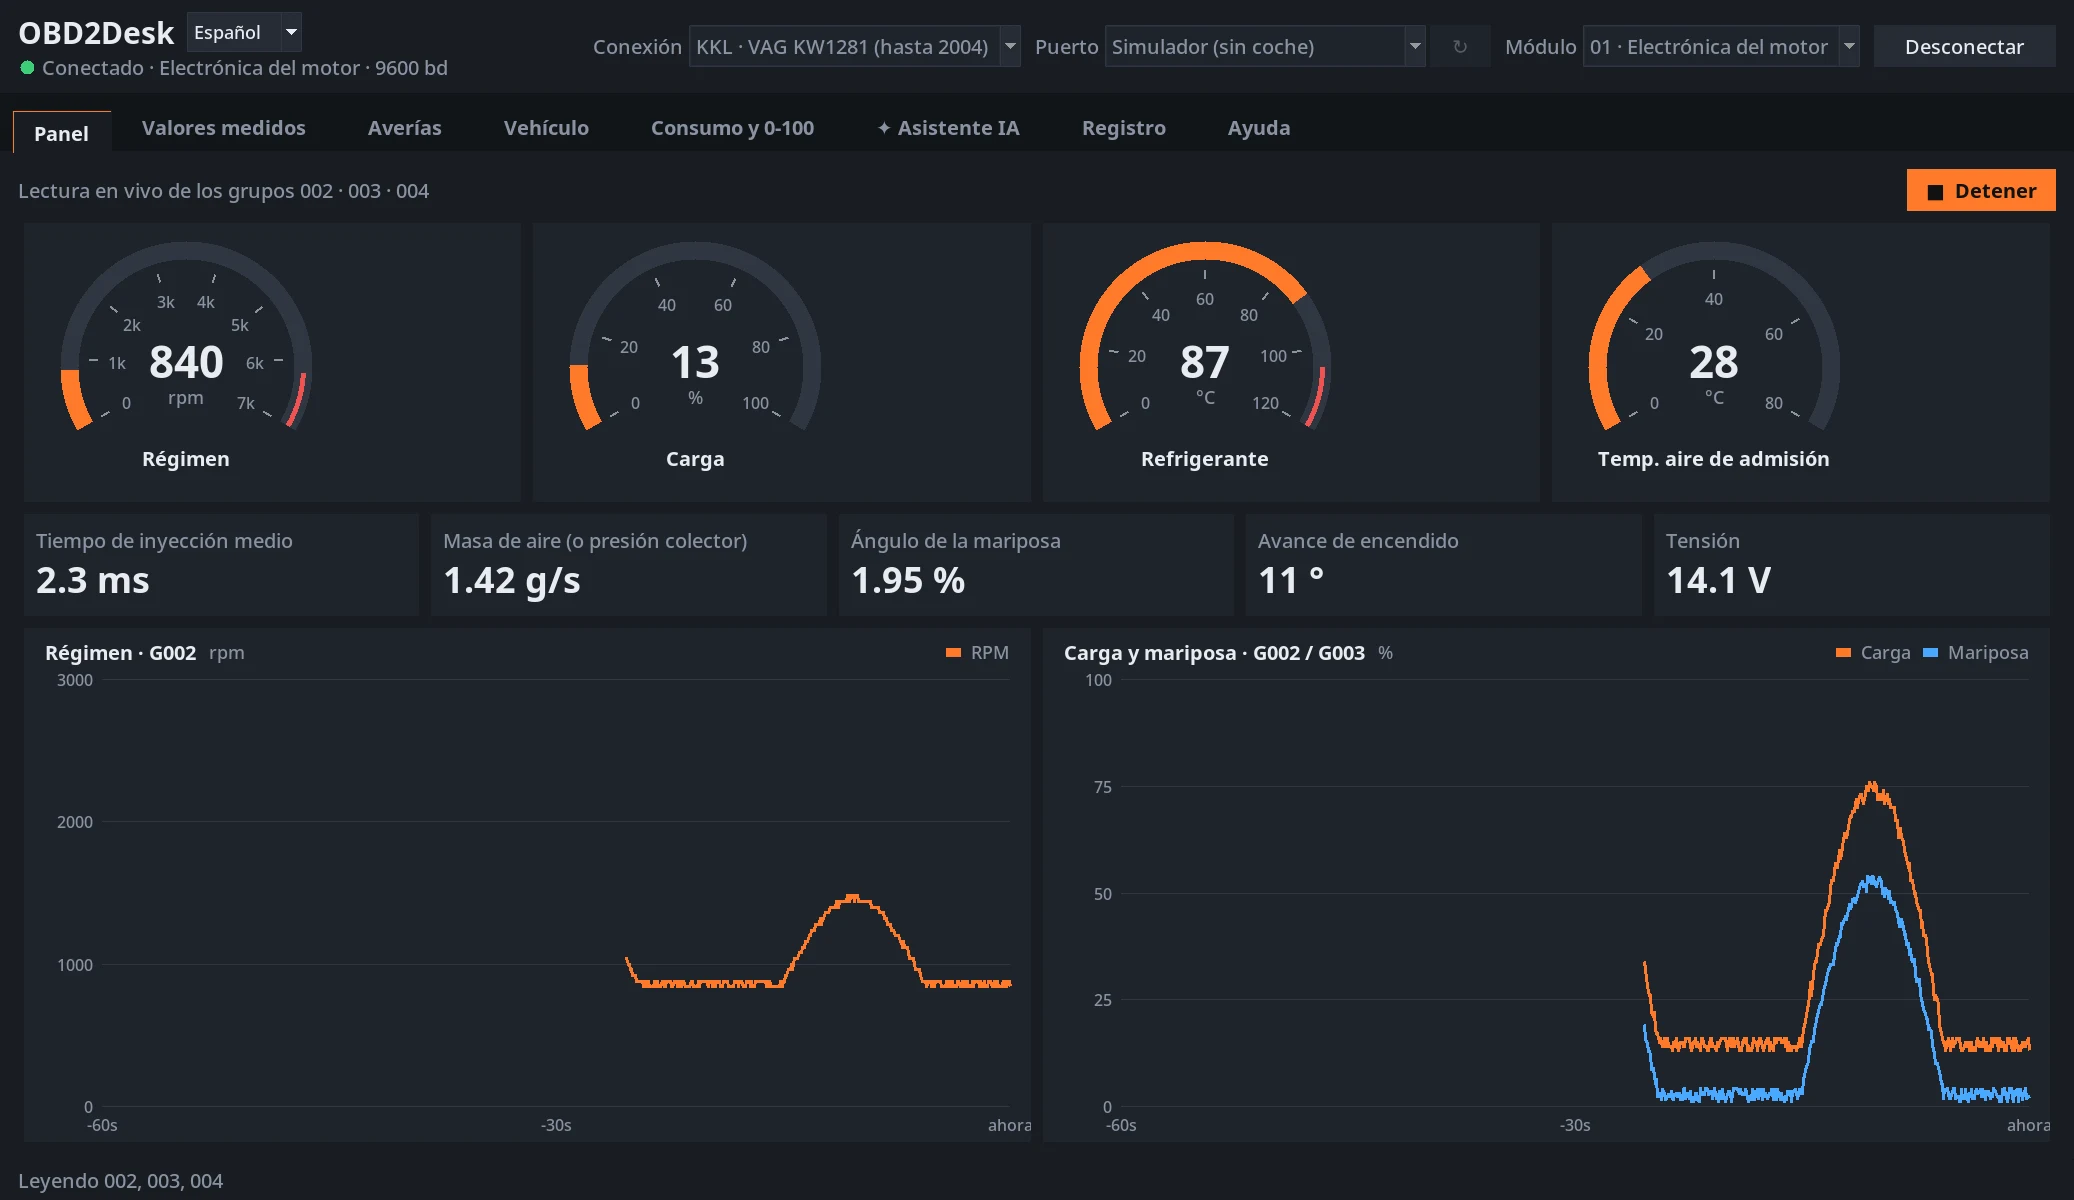 OBD2Desk Español
Conectado · Electrónica del motor · 9600 bd
Conexión KKL · VAG KW1281 (hasta 2004) Puerto Simulador (sin coche) ↻ Módulo 01 · Electrónica del motor Desconectar
Panel Valores medidos Averías Vehículo Consumo y 0-100 ✦ Asistente IA Registro Ayuda
Lectura en vivo de los grupos 002 · 003 · 004
■ Detener
0 1k 2k 3k 4k 5k 6k 7k
840
rpm
Régimen
0 20 40 60 80 100
13
%
Carga
0 20 40 60 80 100 120
87
°C
Refrigerante
0 20 40 60 80
28
°C
Temp. aire de admisión
Tiempo de inyección medio
2.3 ms
Masa de aire (o presión colector)
1.42 g/s
Ángulo de la mariposa
1.95 %
Avance de encendido
11 °
Tensión
14.1 V
Régimen · G002 rpm
RPM
3000
2000
1000
0
-60s -30s ahora
Carga y mariposa · G002 / G003 %
Carga Mariposa
100
75
50
25
0
-60s -30s ahora
Leyendo 002, 003, 004